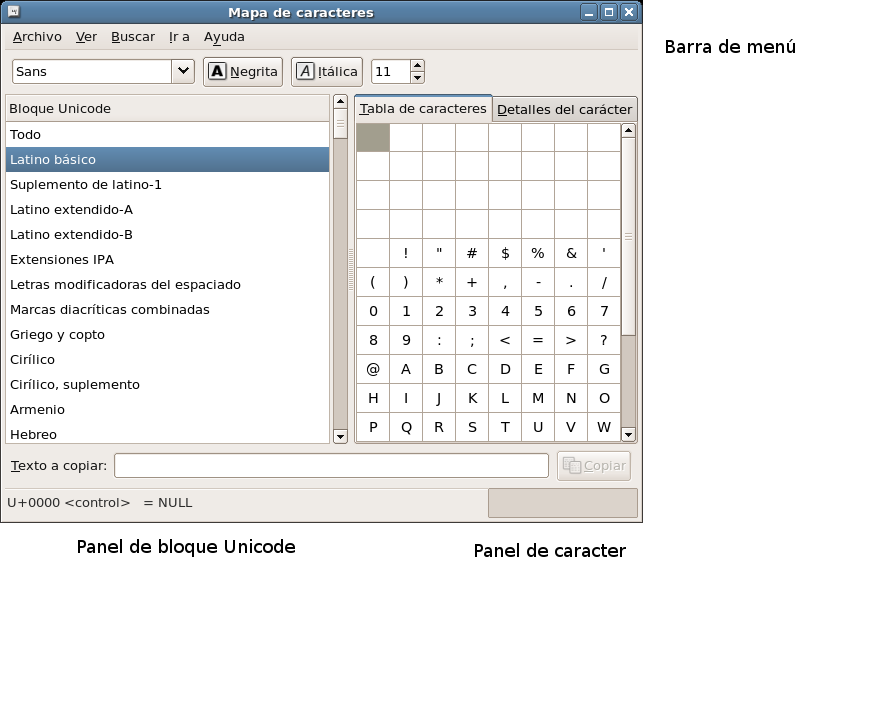 Mapa de caracteres
Archivo Ver Buscar Ir a Ayuda
Barra de menú
Sans A Negrita A Itálica 11
Bloque Unicode
Todo
Latino básico
Suplemento de latino-1
Latino extendido-A
Latino extendido-B
Extensiones IPA
Letras modificadoras del espaciado
Marcas diacríticas combinadas
Griego y copto
Cirílico
Cirílico, suplemento
Armenio
Hebreo
Tabla de caracteres Detalles del carácter
! " # $ % & '
( ) * + , - . /
0 1 2 3 4 5 6 7
8 9 : ; < = > ?
@ A B C D E F G
H I J K L M N O
P Q R S T U V W
Texto a copiar: Copiar
U+0000 <control> = NULL
Panel de bloque Unicode
Panel de caracter